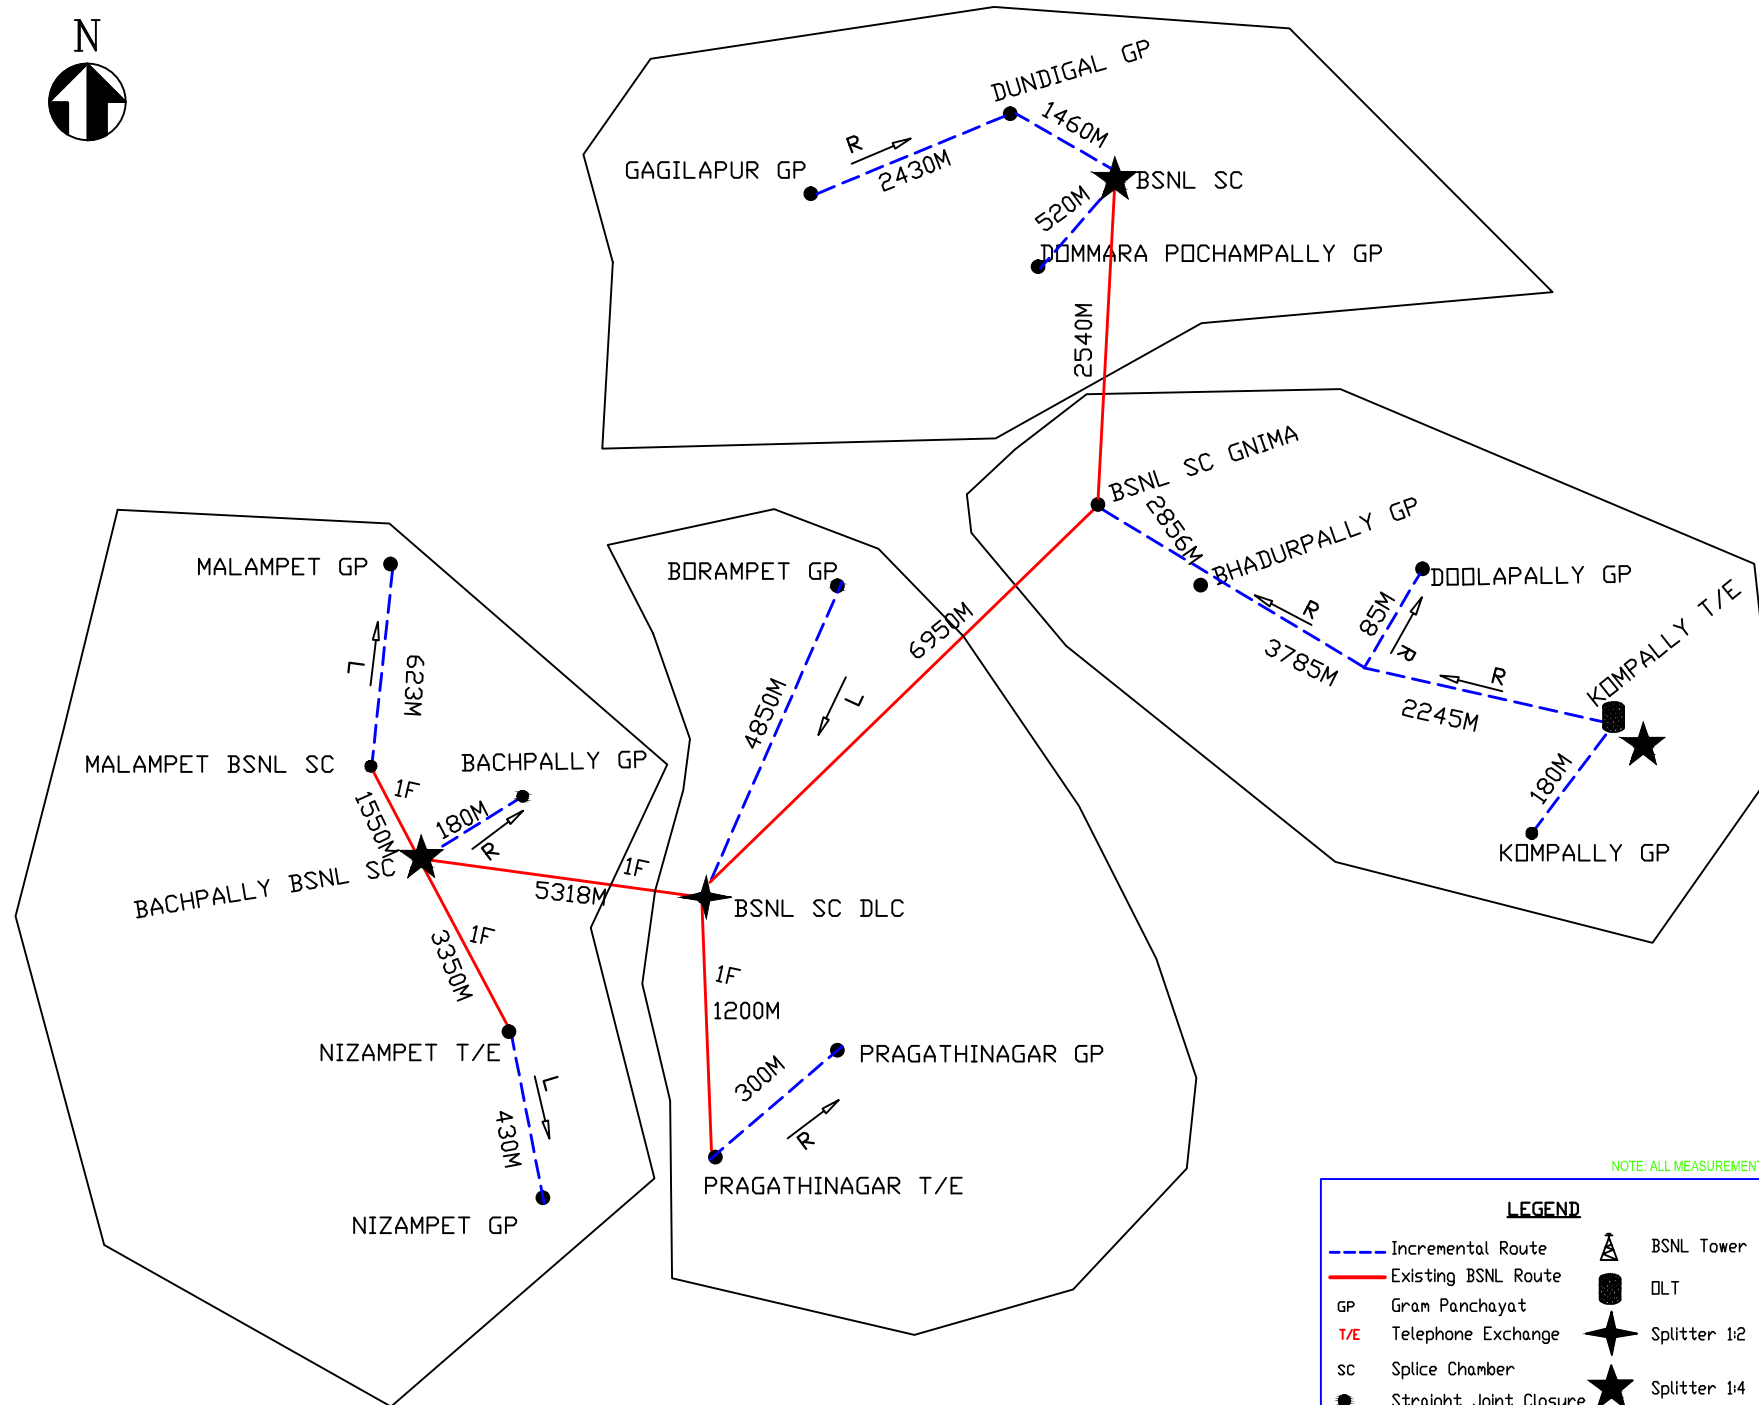 N
DUNDIGAL GP
1460M
R
2430M
GAGILAPUR GP
BSNL SC
520M
DOMMARA POCHAMPALLY GP
2540M
BSNL SC GNIMA
2856M
BHADURPALLY GP
DOOLAPALLY GP
85M
R
R
3785M
KOMPALLY T/E
R
2245M
180M
KOMPALLY GP
MALAMPET GP
L
623M
MALAMPET BSNL SC
1F
1550M
BACHPALLY GP
180M
R
BACHPALLY BSNL SC
1F
5318M
1F
3350M
NIZAMPET T/E
L
430M
NIZAMPET GP
BORAMPET GP
6950M
4850M
L
BSNL SC DLC
1F
1200M
300M
PRAGATHINAGAR GP
R
PRAGATHINAGAR T/E
NOTE: ALL MEASUREMENT
LEGEND
Incremental Route
BSNL Tower
Existing BSNL Route
OLT
GP Gram Panchayat
T/E Telephone Exchange
Splitter 1:2
SC Splice Chamber
Splitter 1:4
Straight Joint Closure